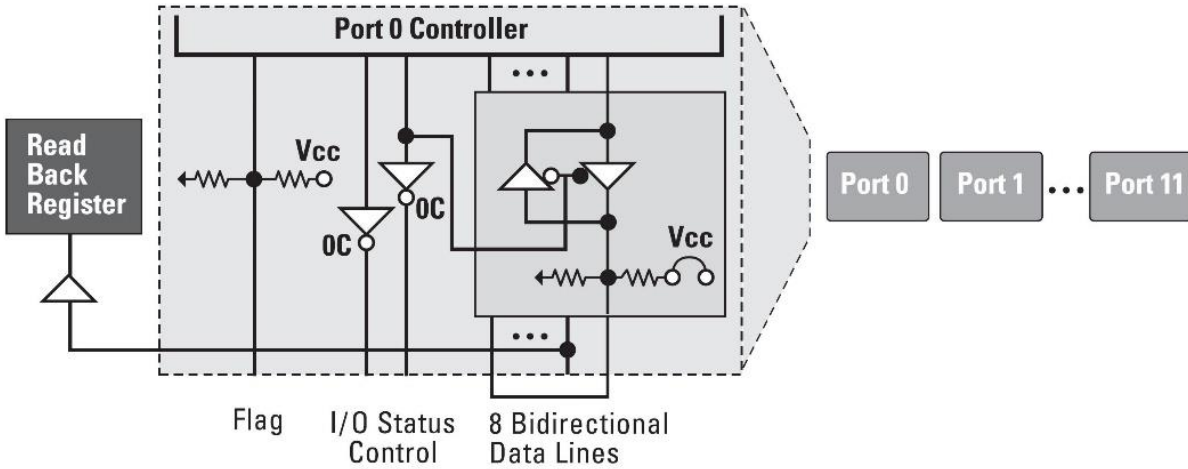 Port 0 Controller
•••
Read
Back
Register
Vcc
OC
OC
Vcc
•••
Port 0
Port 1
•••
Port 11
Flag
I/O Status
Control
8 Bidirectional
Data Lines